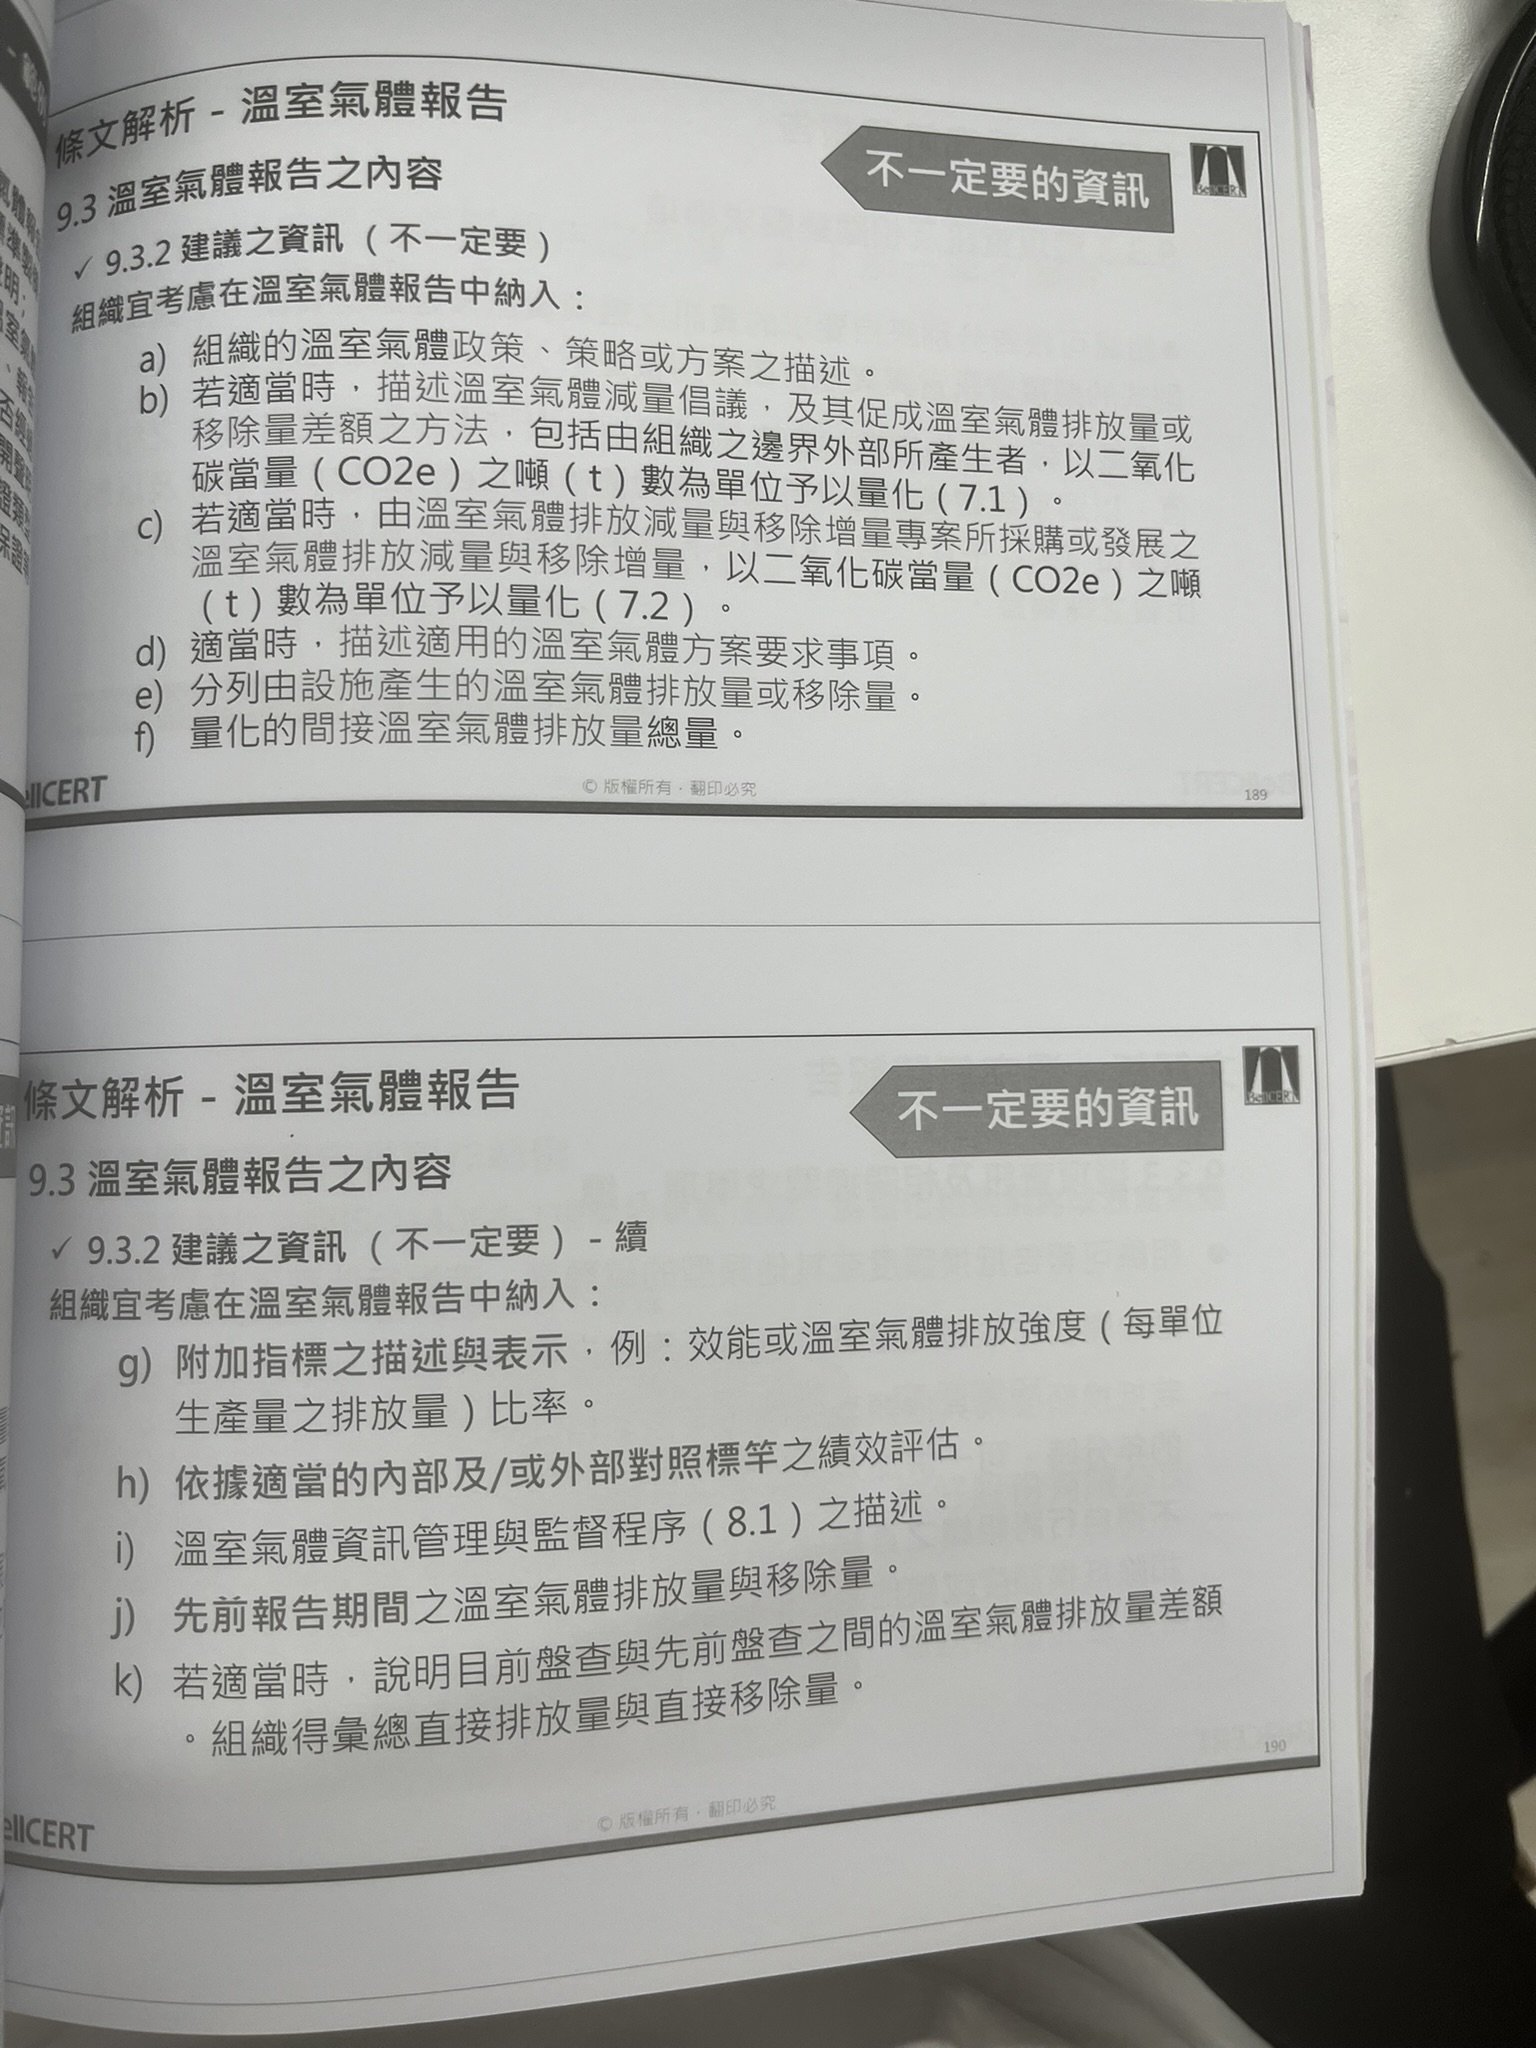 條文解析 - 溫室氣體報告
不一定要的資訊
BellCERT
9.3 溫室氣體報告之內容
✓ 9.3.2 建議之資訊（不一定要）
組織宜考慮在溫室氣體報告中納入：
a) 組織的溫室氣體政策、策略或方案之描述。
b) 若適當時，描述溫室氣體減量倡議，及其促成溫室氣體排放量或
移除量差額之方法，包括由組織之邊界外部所產生者，以二氧化
碳當量（CO2e）之噸（t）數為單位予以量化（7.1）。
c) 若適當時，由溫室氣體排放減量與移除增量專案所採購或發展之
溫室氣體排放減量與移除增量，以二氧化碳當量（CO2e）之噸
（t）數為單位予以量化（7.2）。
d) 適當時，描述適用的溫室氣體方案要求事項。
e) 分列由設施產生的溫室氣體排放量或移除量。
f) 量化的間接溫室氣體排放量總量。
ellCERT
© 版權所有，翻印必究
189
條文解析 - 溫室氣體報告
不一定要的資訊
BellCERT
9.3 溫室氣體報告之內容
✓ 9.3.2 建議之資訊（不一定要）- 續
組織宜考慮在溫室氣體報告中納入：
g) 附加指標之描述與表示，例：效能或溫室氣體排放強度（每單位
生產量之排放量）比率。
h) 依據適當的內部及/或外部對照標竿之績效評估。
i) 溫室氣體資訊管理與監督程序（8.1）之描述。
j) 先前報告期間之溫室氣體排放量與移除量。
k) 若適當時，說明目前盤查與先前盤查之間的溫室氣體排放量差額
。組織得彙總直接排放量與直接移除量。
190
ellCERT
© 版權所有，翻印必究